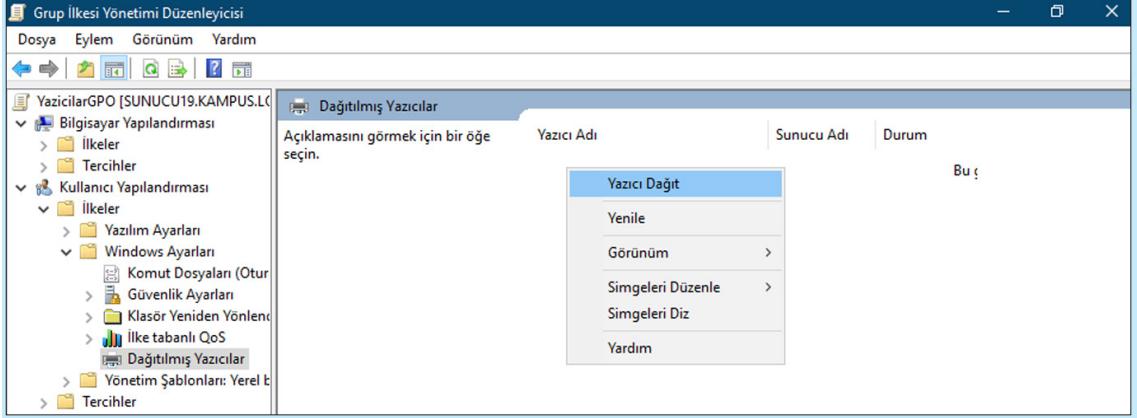 Grup İlkesi Yönetimi Düzenleyicisi
Dosya Eylem Görünüm Yardım
YazicilarGPO [SUNUCU19.KAMPUS.L
Bilgisayar Yapılandırması
İlkeler
Tercihler
Kullanıcı Yapılandırması
İlkeler
Yazılım Ayarları
Windows Ayarları
Komut Dosyaları (Otur
Güvenlik Ayarları
Klasör Yeniden Yönlen
İlke tabanlı QoS
Dağıtılmış Yazıcılar
Yönetim Şablonları: Yerel b
Tercihler
Dağıtılmış Yazıcılar
Açıklamasını görmek için bir öğe
seçin.
Yazıcı Adı Sunucu Adı Durum
Bu
Yazıcı Dağıt
Yenile
Görünüm
Simgeleri Düzenle
Simgeleri Diz
Yardım